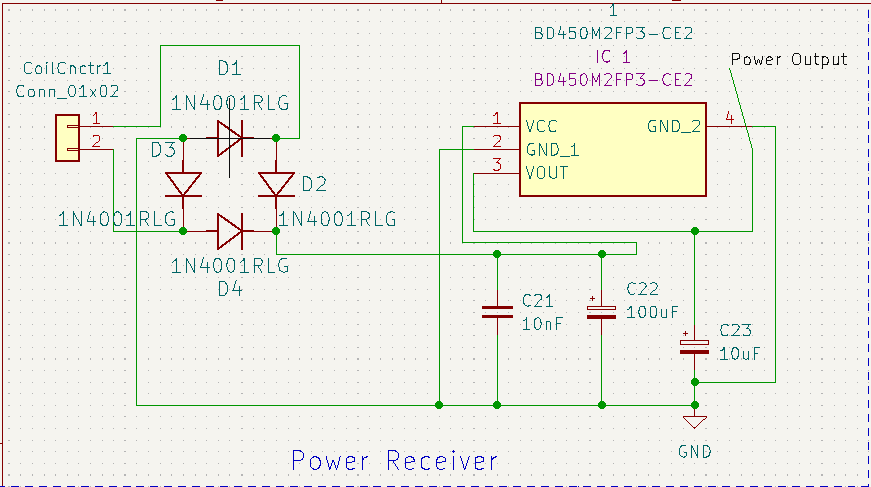 1
BD450M2FP3-CE2
IC 1
BD450M2FP3-CE2
Power Output
CoilCnctr1
Conn_01x02
1
2
D1
1N4001RLG
D3
D2
1N4001RLG
1N4001RLG
1N4001RLG
D4
1
VCC
2
GND_1
3
VOUT
GND_2
4
C21
10nF
+
C22
100uF
+
C23
10uF
GND
Power Receiver